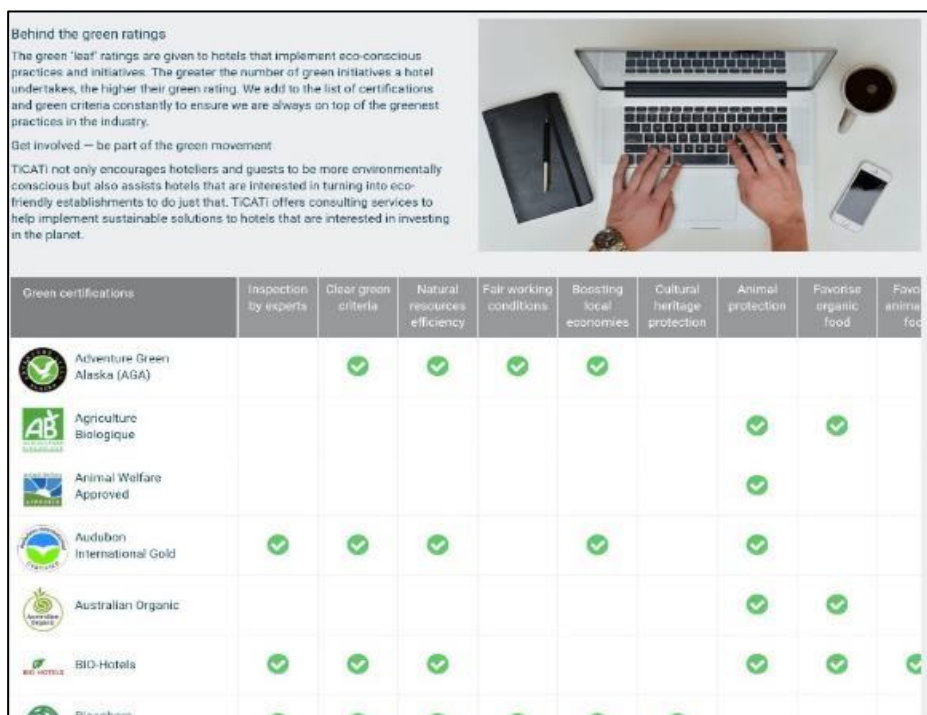 Behind the green ratings
The green 'leaf' ratings are given to hotels that implement eco-conscious
practices and initiatives. The greater the number of green initiatives a hotel
undertakes, the higher their green rating. We add to the list of certifications
and green criteria constantly to ensure we are always on top of the greenest
practices in the industry.
Get involved — be part of the green movement
TiCATi not only encourages hoteliers and guests to be more environmentally
conscious but also assists hotels that are interested in turning into eco-
friendly establishments to do just that. TiCATi offers consulting services to
help implement sustainable solutions to hotels that are interested in investing
in the planet.
Green certifications
Inspection
by experts
Clear green
criteria
Natural
resources
efficiency
Fair working
conditions
Boosting
local
economies
Cultural
heritage
protection
Animal
protection
Favorise
organic
food
Favo
anima
foo
Adventure Green
Alaska (AGA)
AB
Agriculture
Biologique
Animal Welfare
Approved
Audubon
International Gold
Australian Organic
BIO HOTELS
BIO-Hotels